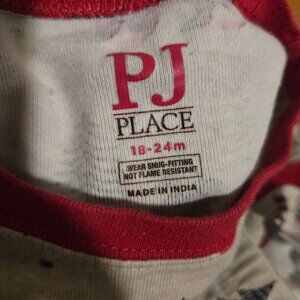 PJ
PLACE
18-24m
WEAR SNUG-FITTING
NOT FLAME RESISTANT
MADE IN INDIA